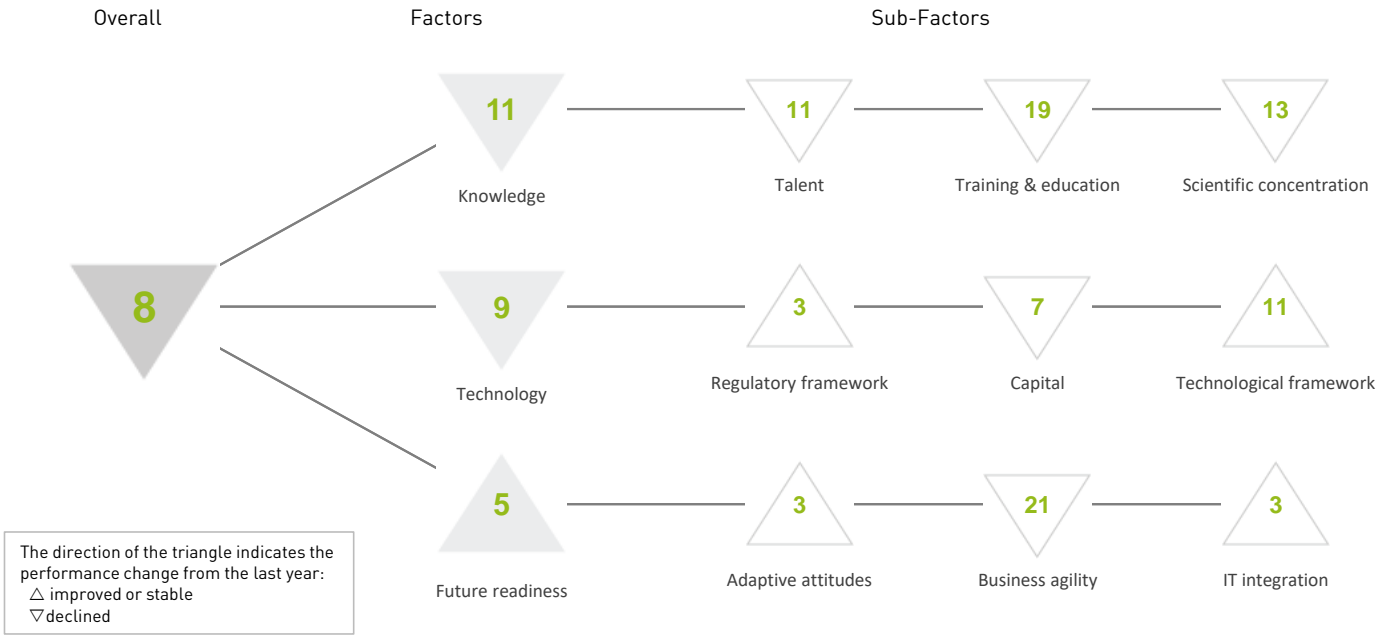 Overall
Factors
Sub-Factors
11
11
19
13
Knowledge
Talent
Training & education
Scientific concentration
8
9
3
7
11
Technology
Regulatory framework
Capital
Technological framework
5
3
21
3
Future readiness
Adaptive attitudes
Business agility
IT integration
The direction of the triangle indicates the
performance change from the last year:
△ improved or stable
▽ declined